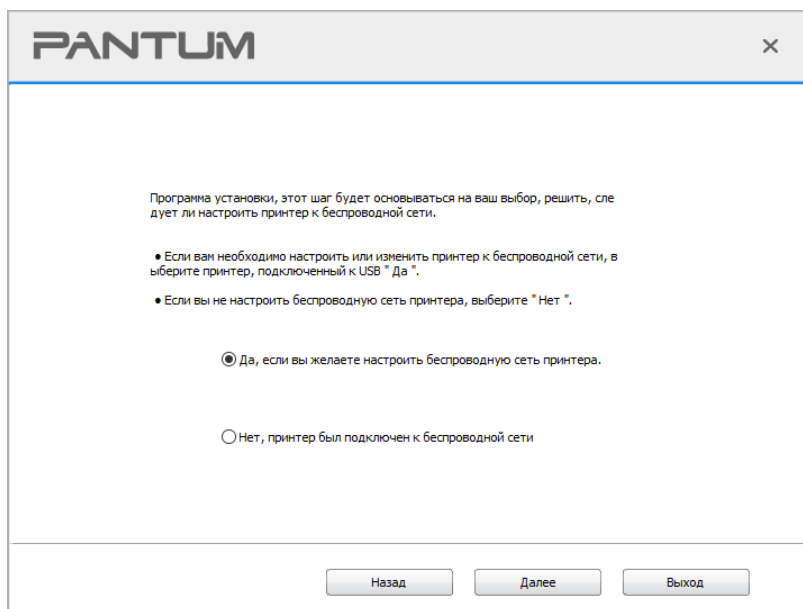 PANTUM
Программа установки, этот шаг будет основываться на ваш выбор, решить, сле
дует ли настроить принтер к беспроводной сети.
● Если вам необходимо настроить или изменить принтер к беспроводной сети, в
ыберите принтер, подключенный к USB " Да ".
● Если вы не настроить беспроводную сеть принтера, выберите " Нет ".
Да, если вы желаете настроить беспроводную сеть принтера.
Нет, принтер был подключен к беспроводной сети
Назад Далее Выход